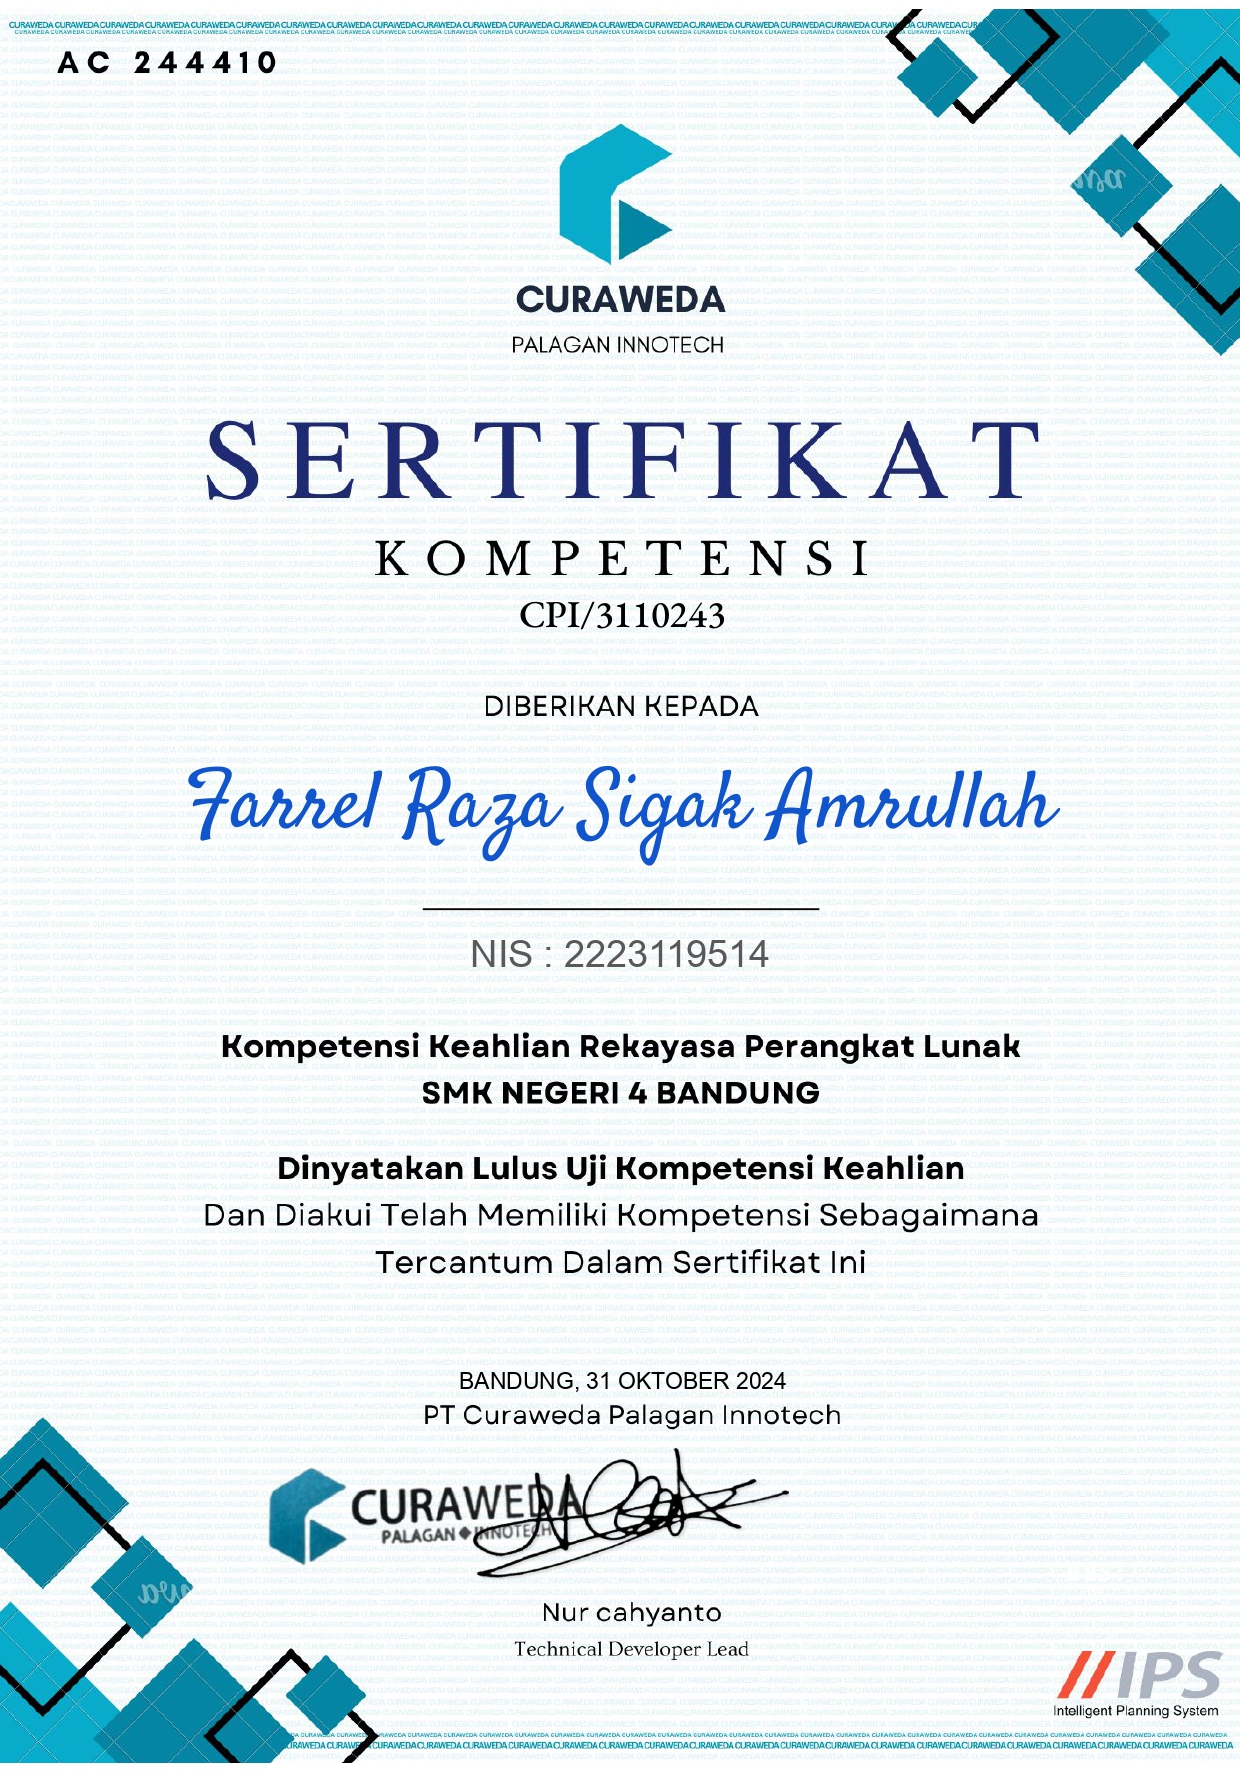 AC 244410
CURAWEDA
PALAGAN INNOTECH
SERTIFIKAT
KOMPETENSI
CPI/3110243
DIBERIKAN KEPADA
Farrel Raza Sigak Amrullah
NIS : 2223119514
Kompetensi Keahlian Rekayasa Perangkat Lunak
SMK NEGERI 4 BANDUNG
Dinyatakan Lulus Uji Kompetensi Keahlian
Dan Diakui Telah Memiliki Kompetensi Sebagaimana
Tercantum Dalam Sertifikat Ini
BANDUNG, 31 OKTOBER 2024
PT Curaweda Palagan Innotech
CURAWEDA
PALAGAN◆INNOTECH
Nur cahyanto
Technical Developer Lead
//IPS
Intelligent Planning System